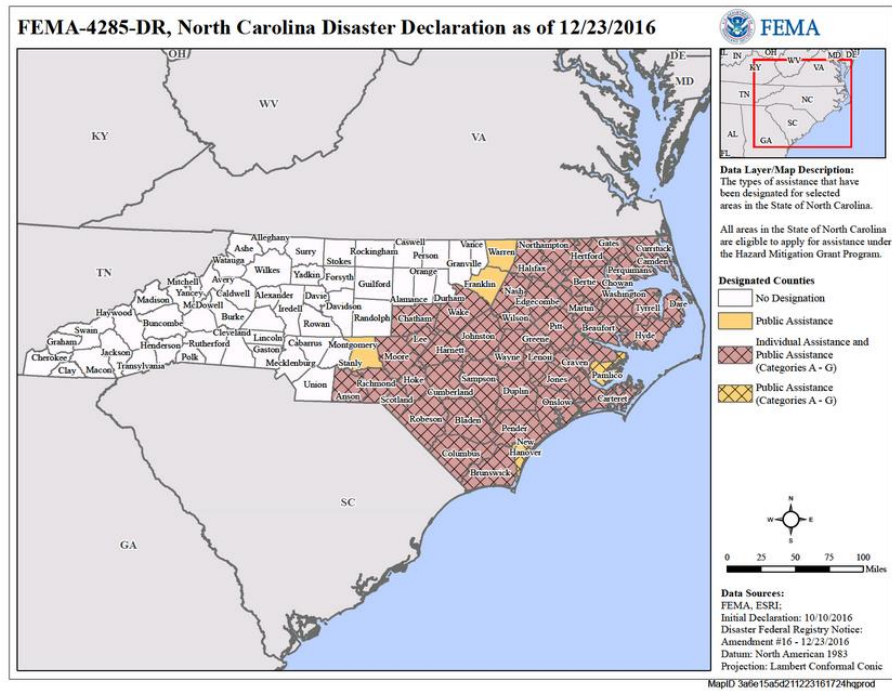 FEMA-4285-DR, North Carolina Disaster Declaration as of 12/23/2016
FEMA
OH
WV
KY
VA
DE
MD
TN
SC
GA
IN
OH
MD DE
KY
WV
VA
TN
NC
SC
AL
GA
FL
Alleghany
Ashe
Surry
Stokes
Rockingham
Caswell
Person
Vance
Granville
Warren
Northampton
Gates
Hertford
Currituck
Camden
Perquimans
Chowan
Washington
Bertie
Halifax
Franklin
Nash
Edgecombe
Martin
Tyrrell
Dare
Watauga
Wilkes
Yadkin
Forsyth
Guilford
Orange
Alamance
Durham
Wake
Wilson
Pitt
Beaufort
Hyde
Mitchell
Avery
Yancey
Caldwell
Alexander
Davie
Davidson
Iredell
Randolph
Chatham
Johnston
Greene
Madison
McDowell
Burke
Rowan
Lee
Harnett
Wayne
Lenoir
Craven
Pamlico
Haywood
Buncombe
Swain
Graham
Jackson
Henderson
Rutherford
Cleveland
Lincoln
Gaston
Cabarrus
Montgomery
Stanly
Moore
Cherokee
Clay
Macon
Transylvania
Polk
Mecklenburg
Union
Anson
Richmond
Scotland
Hoke
Cumberland
Sampson
Duplin
Jones
Onslow
Carteret
Robeson
Bladen
Pender
New
Hanover
Columbus
Brunswick
Data Layer/Map Description:
The types of assistance that have
been designated for selected
areas in the State of North Carolina.
All areas in the State of North Carolina
are eligible to apply for assistance under
the Hazard Mitigation Grant Program.
Designated Counties
No Designation
Public Assistance
Individual Assistance and
Public Assistance
(Categories A - G)
Public Assistance
(Categories A - G)
N
W E
S
0 25 50 75 100
Miles
Data Sources:
FEMA, ESRI;
Initial Declaration: 10/10/2016
Disaster Federal Registry Notice:
Amendment #16 - 12/23/2016
Datum: North American 1983
Projection: Lambert Conformal Conic
MapID 3a6e15a5d211223161724hqprod